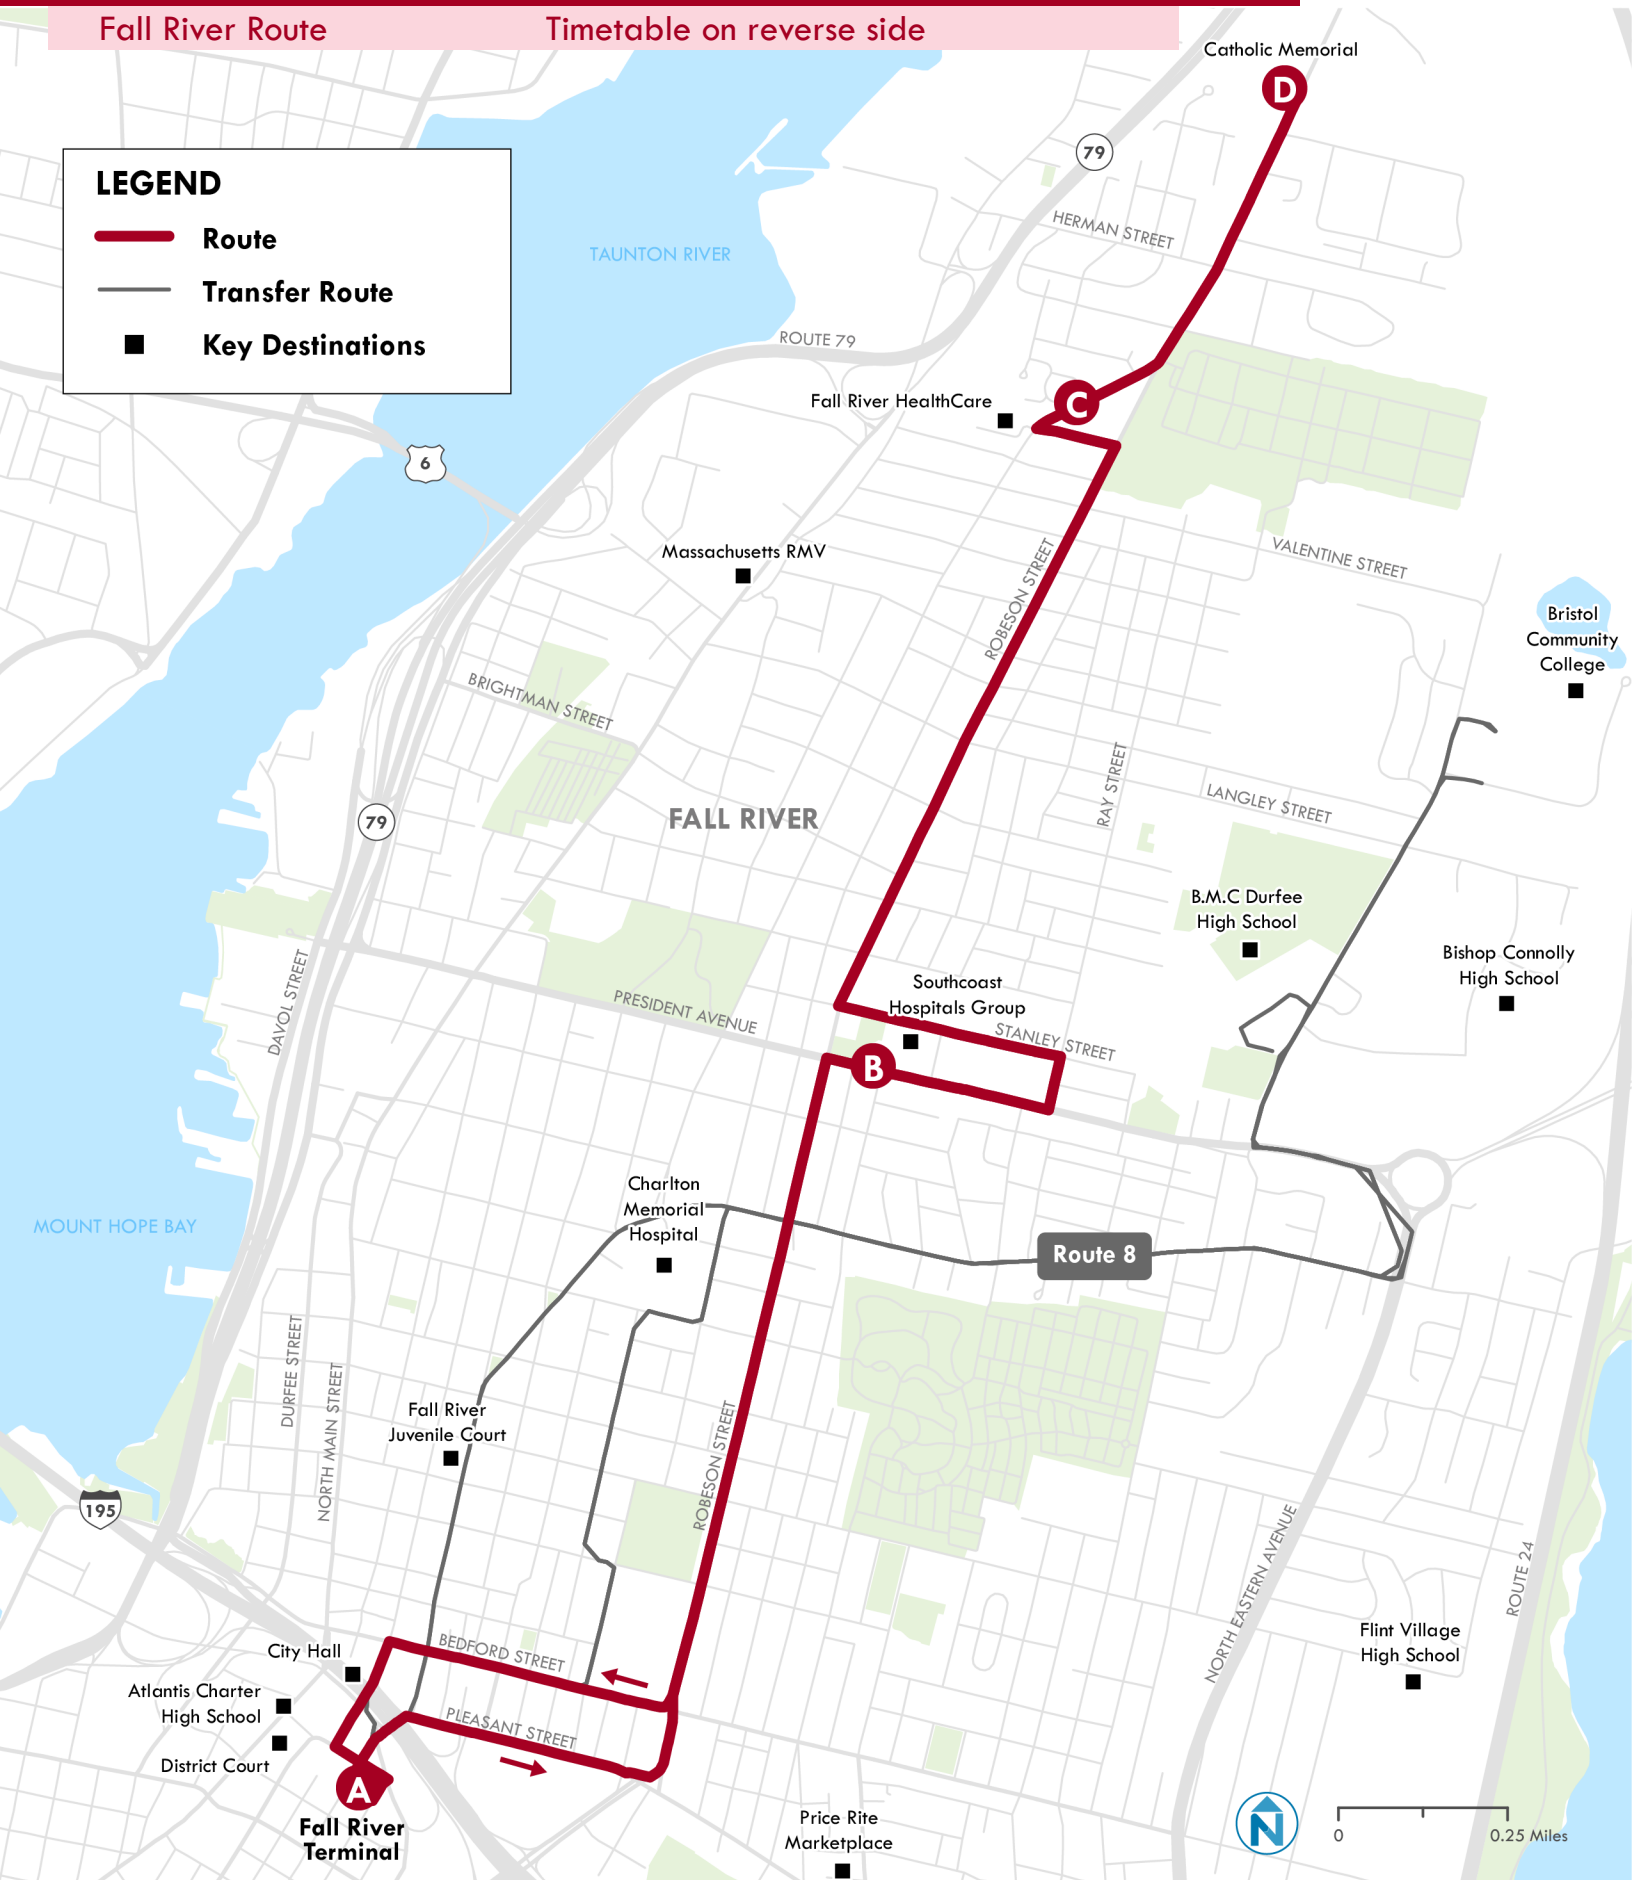 Fall River Route
Timetable on reverse side
Catholic Memorial
D
79
LEGEND
Route
Transfer Route
Key Destinations
HERMAN STREET
TAUNTON RIVER
ROUTE 79
Fall River HealthCare
C
6
Massachusetts RMV
ROBESON STREET
VALENTINE STREET
Bristol
Community
College
BRIGHTMAN STREET
RAY STREET
LANGLEY STREET
FALL RIVER
79
B.M.C Durfee
High School
Bishop Connolly
High School
DAVOL STREET
PRESIDENT AVENUE
Southcoast
Hospitals Group
STANLEY STREET
B
Charlton
Memorial
Hospital
MOUNT HOPE BAY
Route 8
DURFEE STREET
NORTH MAIN STREET
Fall River
Juvenile Court
ROBESON STREET
195
NORTH EASTERN AVENUE
ROUTE 24
City Hall
BEDFORD STREET
Flint Village
High School
Atlantis Charter
High School
PLEASANT STREET
District Court
A
Fall River
Terminal
Price Rite
Marketplace
N
0
0.25 Miles